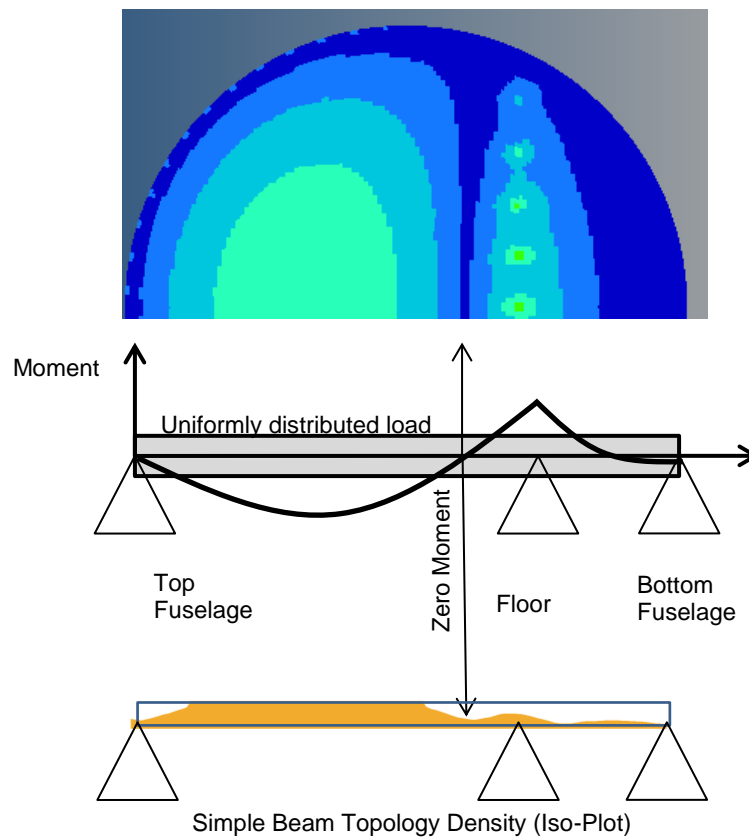 Moment
Uniformly distributed load
Zero Moment
Top
Fuselage
Floor
Bottom
Fuselage
Simple Beam Topology Density (Iso-Plot)